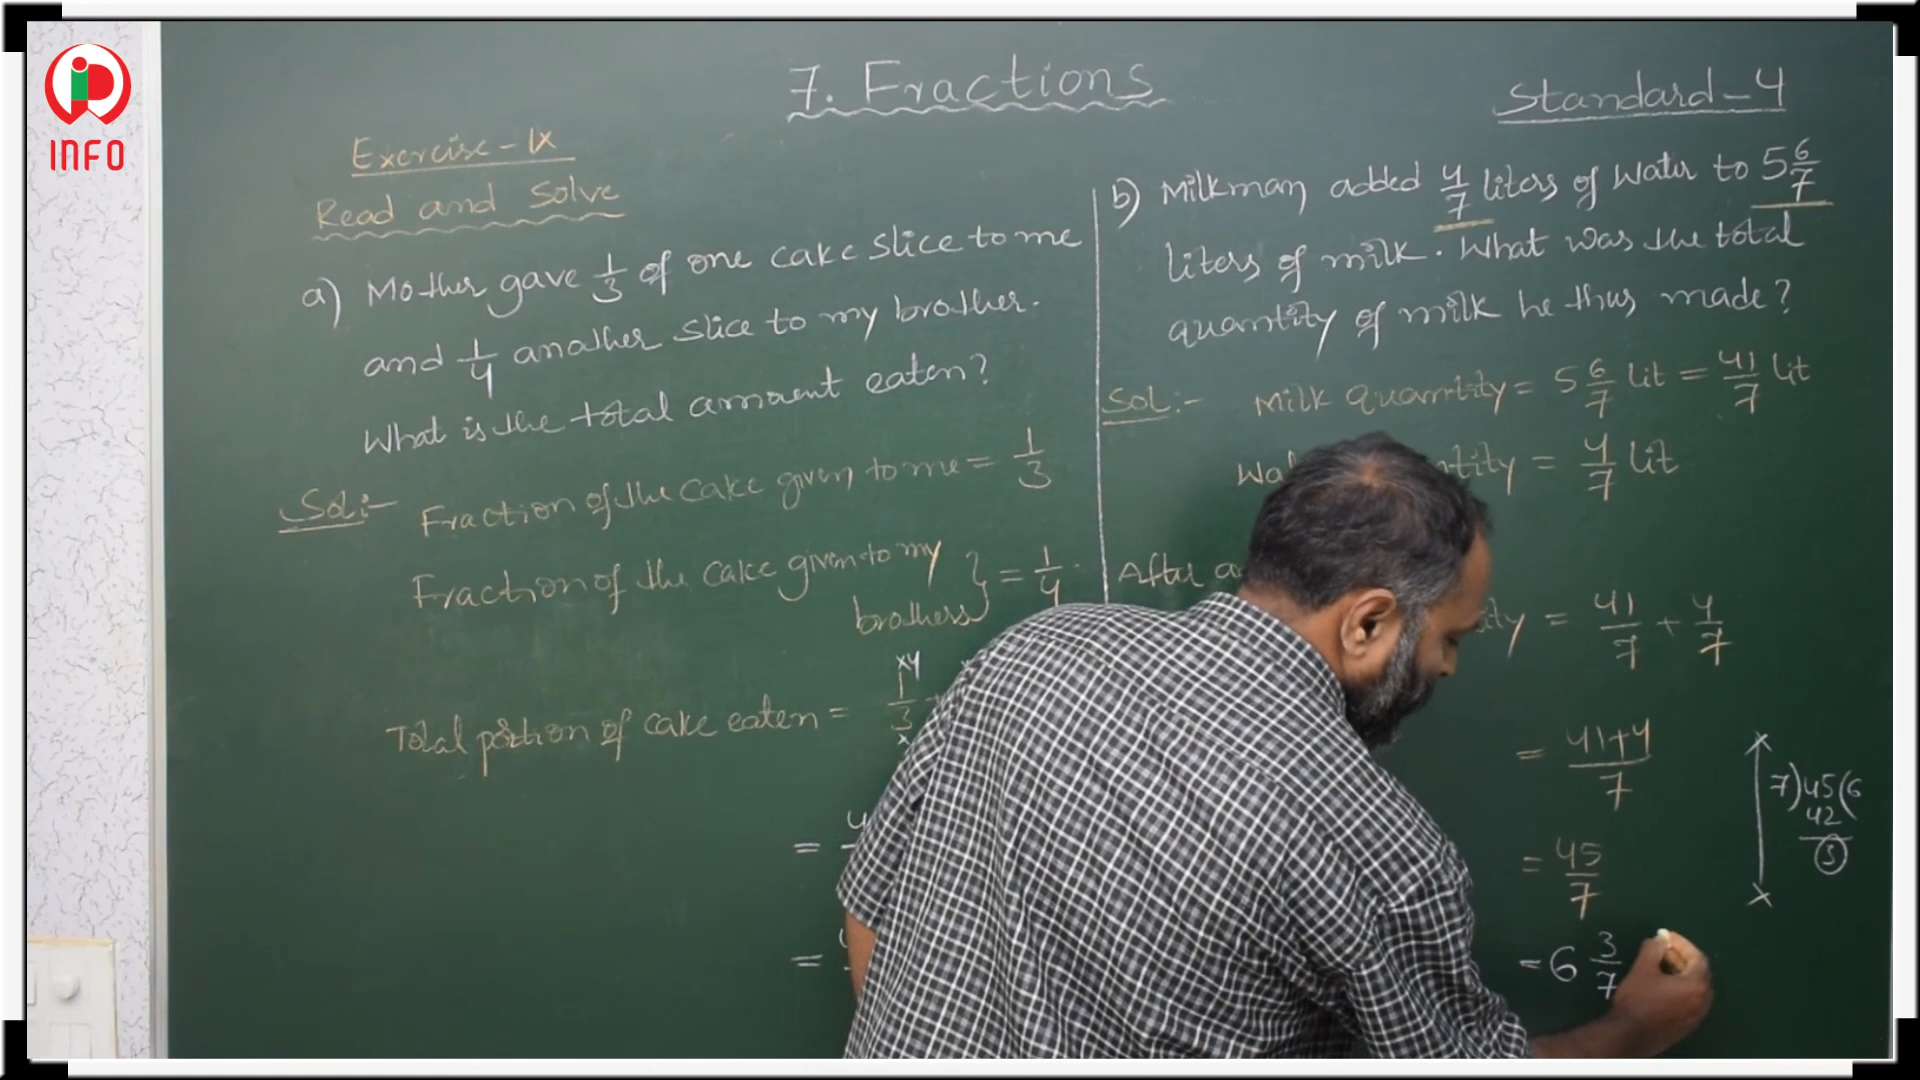 INFO
7. Fractions
Standard-4
Exercise-IX
Read and Solve
a) Mother gave 1/3 of one cake slice to me
and 1/4 another slice to my brother.
What is the total amount eaten?
Sol:- Fraction of the cake given to me = 1/3
Fraction of the cake given to my
brothers } = 1/4
Total portion of cake eaten = 1/3
×4
=
=
b) Milkman added 4/7 liters of water to 5 6/7
liters of milk. What was the total
quantity of milk he thus made?
Sol:- Milk quantity = 5 6/7 lit = 41/7 lit
= 4/7 lit
After
= 41/7 + 4/7
= 41+4/7
= 45/7
= 6 3/7
7)45(6
42
3